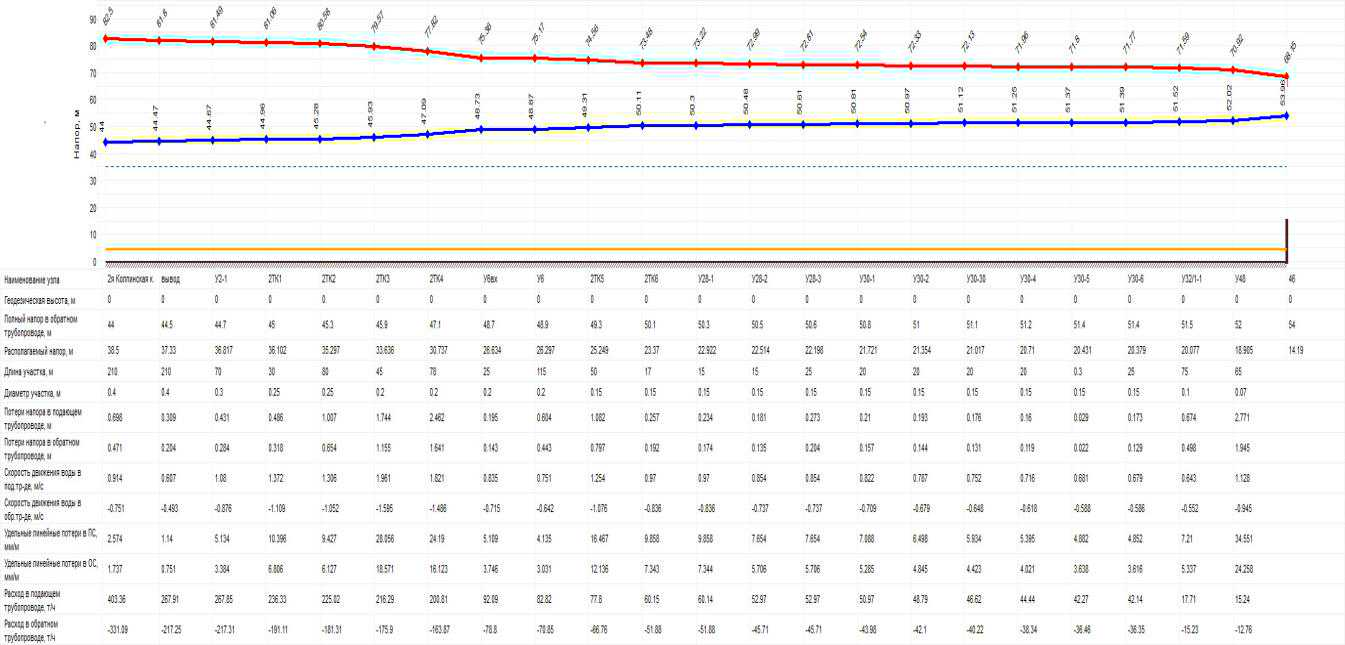 82.5 81.8 81.49 81.06 80.58 79.57 77.82 75.36 75.17 74.56 73.48 73.22 72.99 72.81 72.54 72.33 72.13 71.96 71.8 71.77 71.59 70.92 68.15
90
80
70
60
50
40
30
20
10
0
Напор, м
44 44.47 44.67 44.96 45.28 45.93 47.09 48.73 48.87 49.31 50.11 50.3 50.48 50.61 50.81 50.97 51.12 51.25 51.37 51.39 51.52 52.02 53.96
Наименование узла 2я Колпинская к. вывод У2-1 2ТК1 2ТК2 2ТК3 2ТК4 У6вх У6 2ТК5 2ТК6 У28-1 У28-2 У28-3 У30-1 У30-2 У30-30 У30-4 У30-5 У30-6 У32/1-1 У48 46
Геодезическая высота, м 0 0 0 0 0 0 0 0 0 0 0 0 0 0 0 0 0 0 0 0 0 0 0
Полный напор в обратном
трубопроводе, м 44 44.5 44.7 45 45.3 45.9 47.1 48.7 48.9 49.3 50.1 50.3 50.5 50.6 50.8 51 51.1 51.2 51.4 51.4 51.5 52 54
Располагаемый напор, м 38.5 37.33 36.817 36.102 35.297 33.636 30.737 26.634 26.297 25.249 23.37 22.922 22.514 22.198 21.721 21.354 21.017 20.71 20.431 20.379 20.077 18.905 14.19
Длина участка, м 210 210 70 30 80 45 78 25 115 50 17 15 15 25 20 20 20 20 0.3 25 75 65
Диаметр участка, м 0.4 0.4 0.3 0.25 0.25 0.2 0.2 0.2 0.2 0.15 0.15 0.15 0.15 0.15 0.15 0.15 0.15 0.15 0.15 0.15 0.1 0.07
Потери напора в подающем
трубопроводе, м 0.698 0.309 0.431 0.486 1.007 1.744 2.462 0.195 0.604 1.082 0.257 0.234 0.181 0.273 0.21 0.193 0.176 0.16 0.029 0.173 0.674 2.771
Потери напора в обратном
трубопроводе, м 0.471 0.204 0.284 0.318 0.654 1.155 1.641 0.143 0.443 0.797 0.192 0.174 0.135 0.204 0.157 0.144 0.131 0.119 0.022 0.129 0.498 1.945
Скорость движения воды в
под.тр-де, м/с 0.914 0.607 1.08 1.372 1.306 1.961 1.821 0.835 0.751 1.254 0.97 0.97 0.854 0.854 0.822 0.787 0.752 0.716 0.681 0.679 0.643 1.128
Скорость движения воды в
обр.тр-де, м/с -0.751 -0.493 -0.876 -1.109 -1.052 -1.595 -1.486 -0.715 -0.642 -1.076 -0.836 -0.836 -0.737 -0.737 -0.709 -0.679 -0.648 -0.618 -0.588 -0.586 -0.552 -0.945
Удельные линейные потери в ПС,
мм/м 2.574 1.14 5.134 10.396 9.427 28.056 24.19 5.109 4.135 16.467 9.858 9.858 7.654 7.654 7.088 6.498 5.934 5.395 4.882 4.852 7.21 34.551
Удельные линейные потери в ОС,
мм/м 1.737 0.751 3.384 6.806 6.127 18.571 16.123 3.746 3.031 12.136 7.343 7.344 5.706 5.706 5.285 4.845 4.423 4.021 3.638 3.616 5.337 24.258
Расход в подающем
трубопроводе, т/ч 403.36 267.91 267.85 236.33 225.02 216.29 200.81 92.09 82.82 77.8 60.15 60.14 52.97 52.97 50.97 48.79 46.62 44.44 42.27 42.14 17.71 15.24
Расход в обратном
трубопроводе, т/ч -331.09 -217.25 -217.31 -191.11 -181.31 -175.9 -163.87 -78.8 -70.85 -66.76 -51.88 -51.88 -45.71 -45.71 -43.98 -42.1 -40.22 -38.34 -36.46 -36.35 -15.23 -12.76